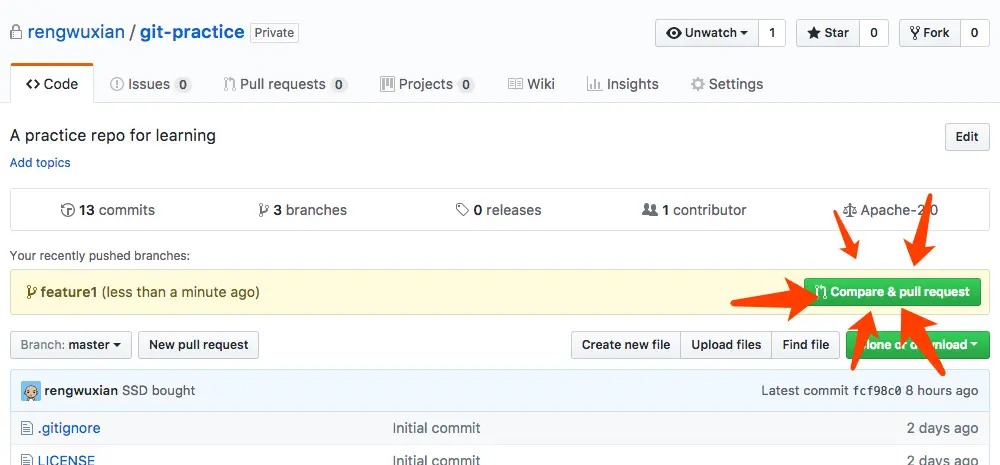 rengwuxian / git-practice Private Unwatch 1 Star 0 Fork 0
Code Issues 0 Pull requests 0 Projects 0 Wiki Insights Settings
A practice repo for learning Edit
Add topics
13 commits 3 branches 0 releases 1 contributor Apache-2.0
Your recently pushed branches:
feature1 (less than a minute ago) Compare & pull request
Branch: master New pull request Create new file Upload files Find file Clone or download
rengwuxian SSD bought Latest commit fcf98c0 8 hours ago
.gitignore Initial commit 2 days ago
LICENSE Initial commit 2 days ago